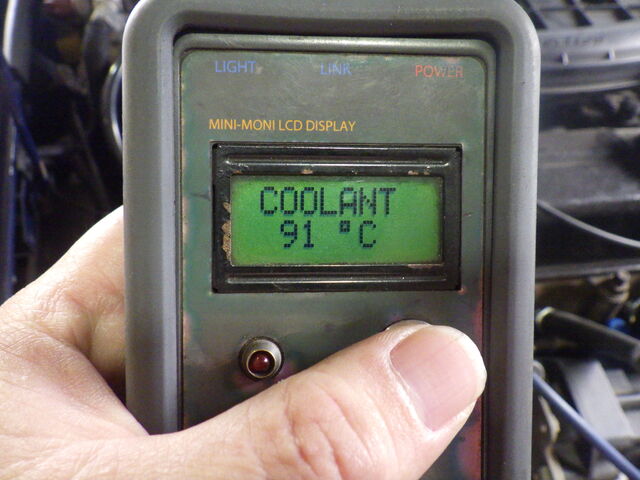 LIGHT LINK POWER
MINI-MONI LCD DISPLAY
COOLANT
91 °C